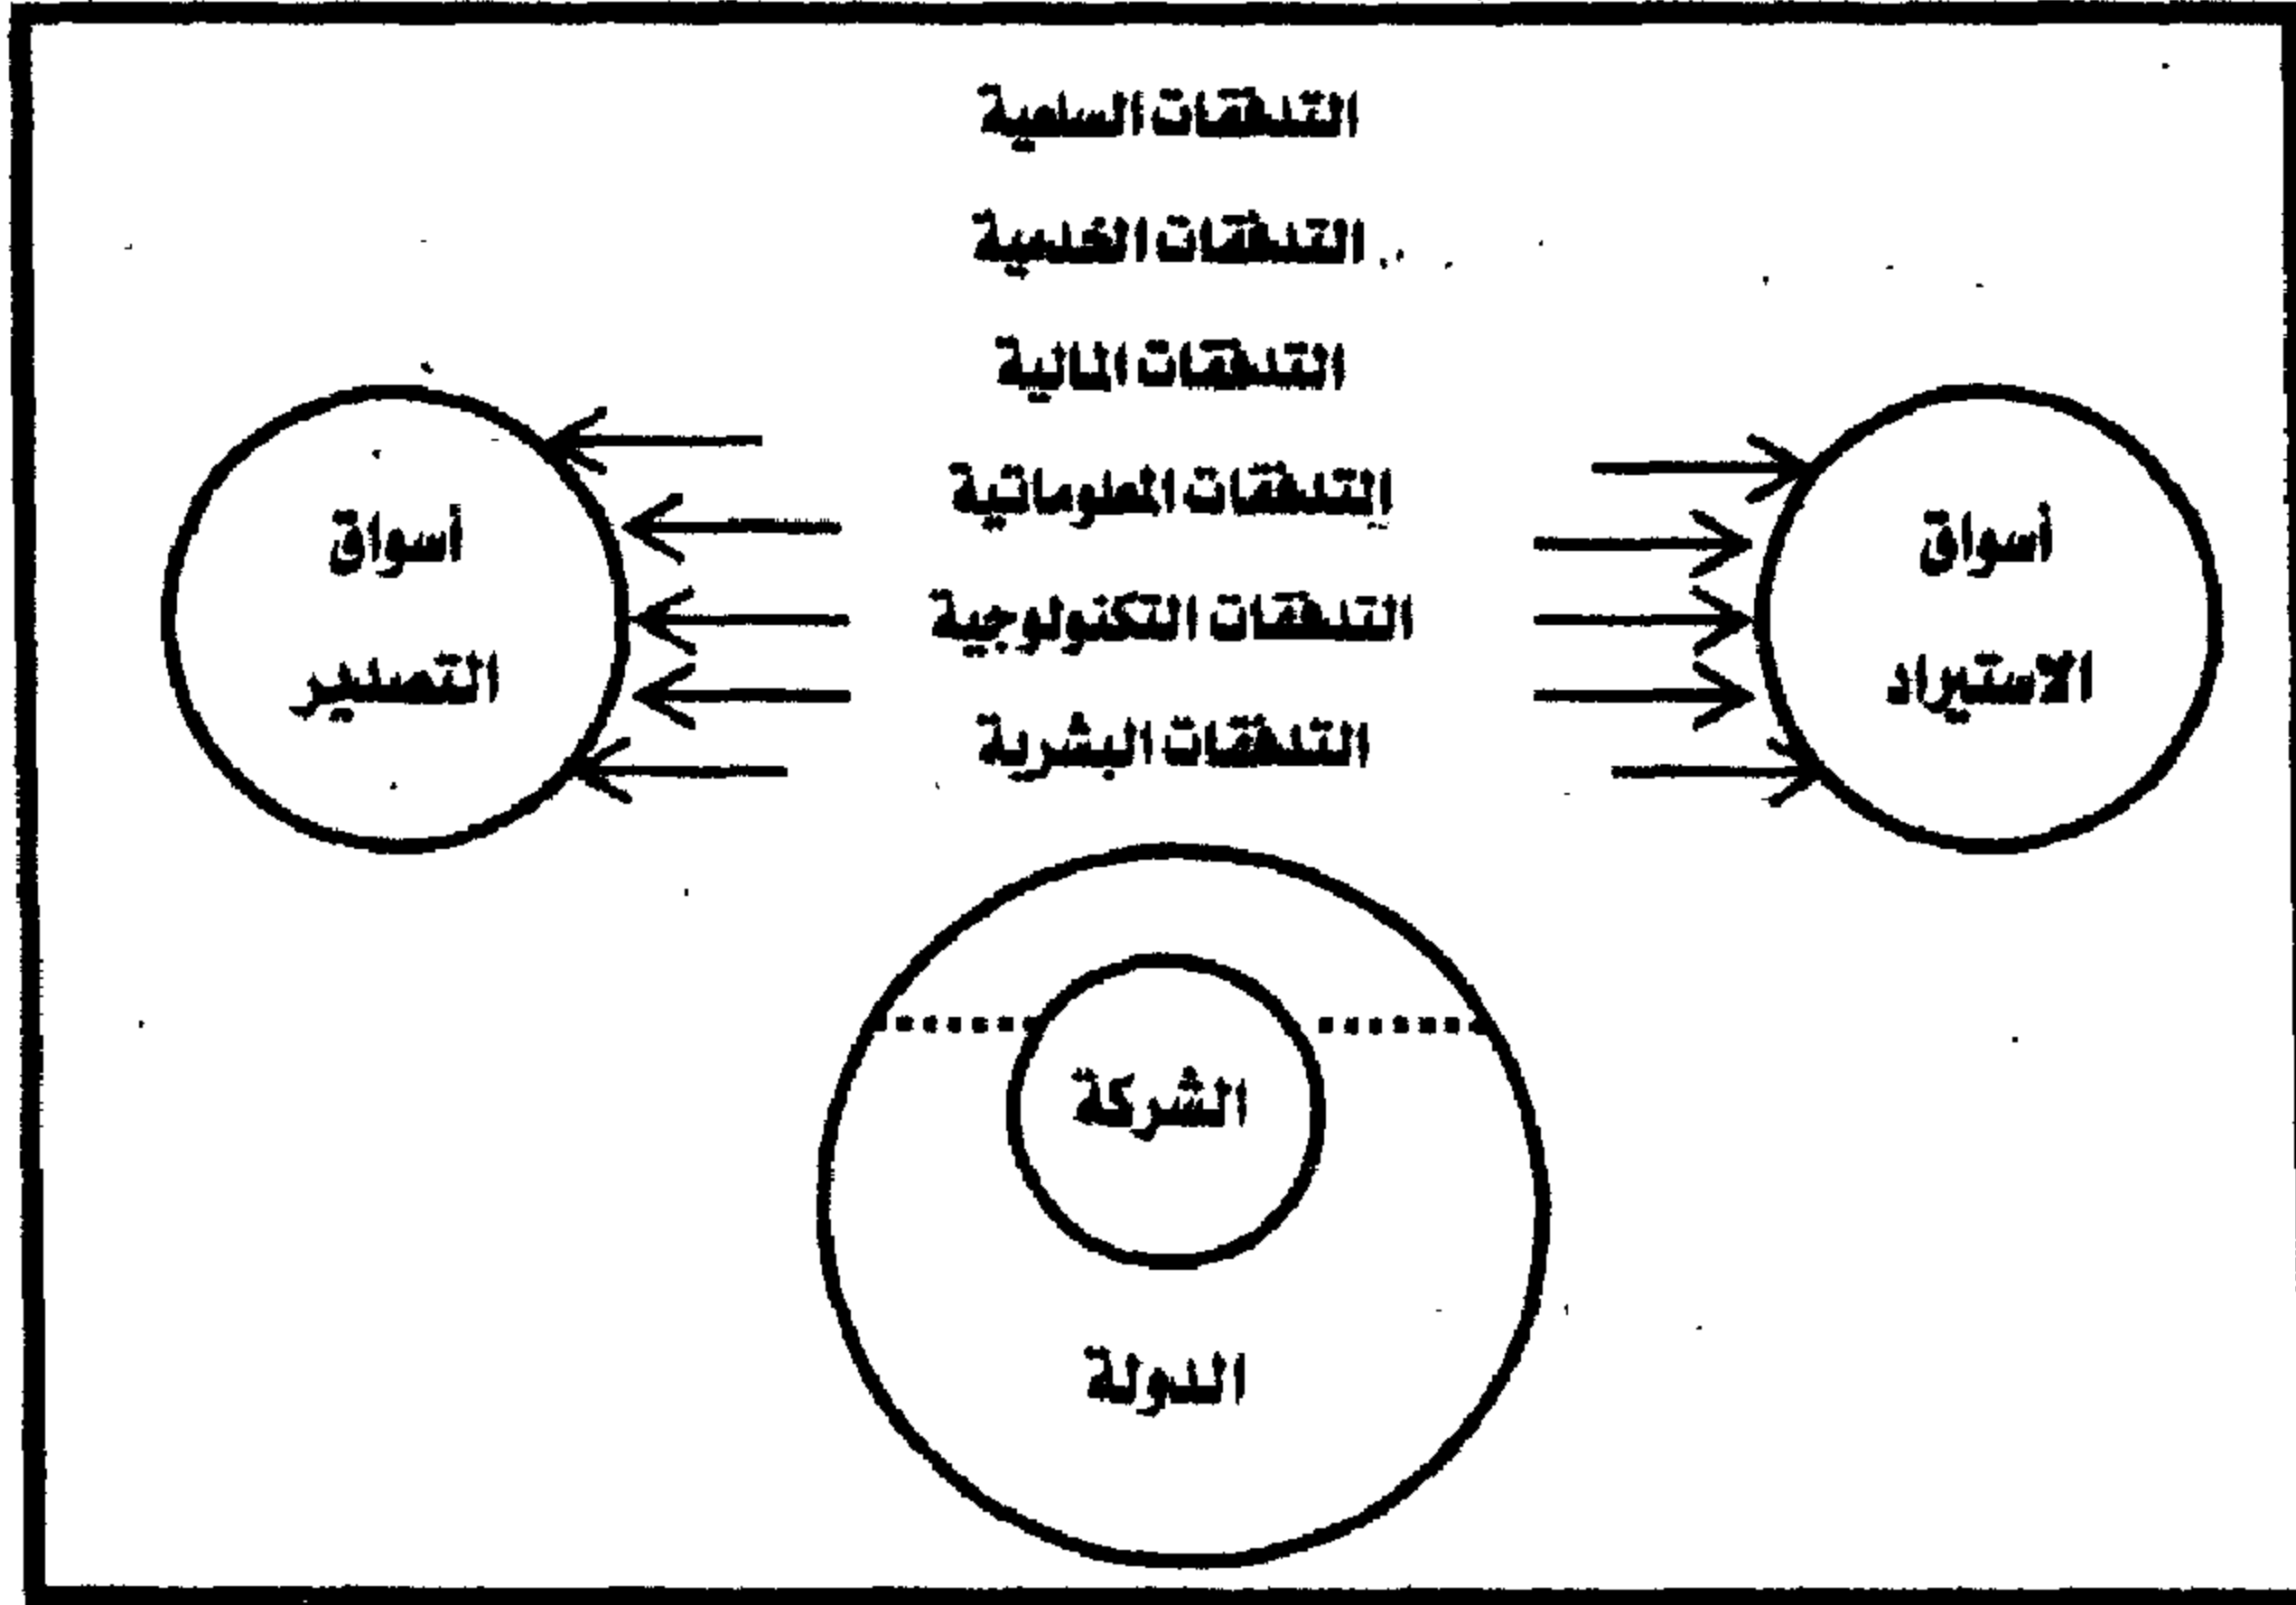 التدفقات السلعية
التدفقات الخدمية
التدفقات المالية
التدفقات المعلوماتية
التدفقات التكنولوجية
التدفقات البشرية
أسواق
الاستيراد
أسواق
التصدير
الشركة
الدولة